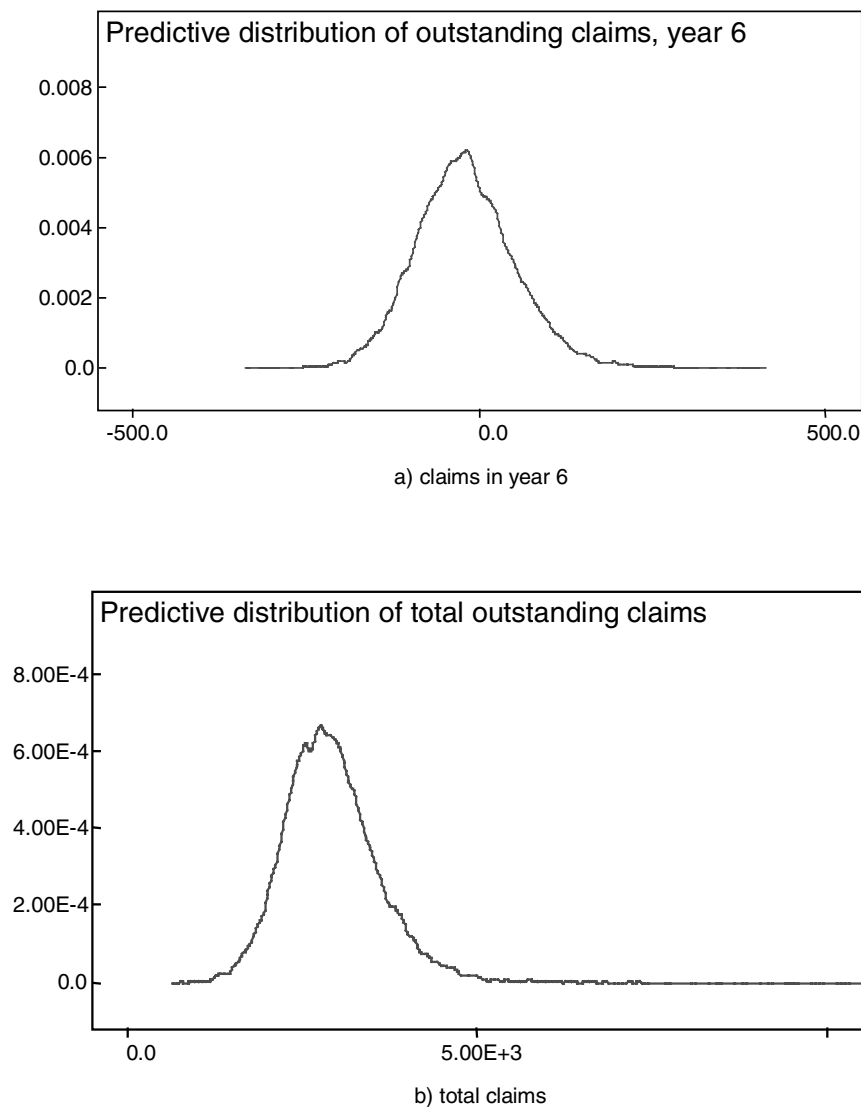 Predictive distribution of outstanding claims, year 6
0.008
0.006
0.004
0.002
0.0
-500.0 0.0 500.0
a) claims in year 6
Predictive distribution of total outstanding claims
8.00E-4
6.00E-4
4.00E-4
2.00E-4
0.0
0.0 5.00E+3
b) total claims